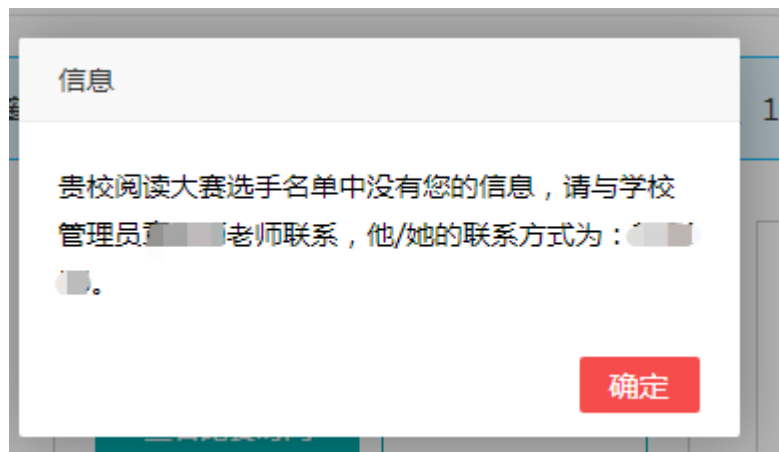 信息
1
贵校阅读大赛选手名单中没有您的信息，请与学校
管理员老师联系，他/她的联系方式为：
。
确定